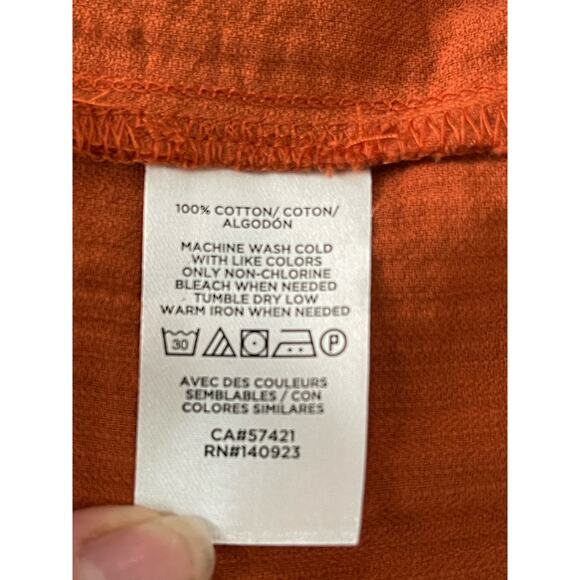 100% COTTON/ COTON/
ALGODÓN
MACHINE WASH COLD
WITH LIKE COLORS
ONLY NON-CHLORINE
BLEACH WHEN NEEDED
TUMBLE DRY LOW
WARM IRON WHEN NEEDED
30 P
AVEC DES COULEURS
SEMBLABLES / CON
COLORES SIMILARES
CA#57421
RN#140923